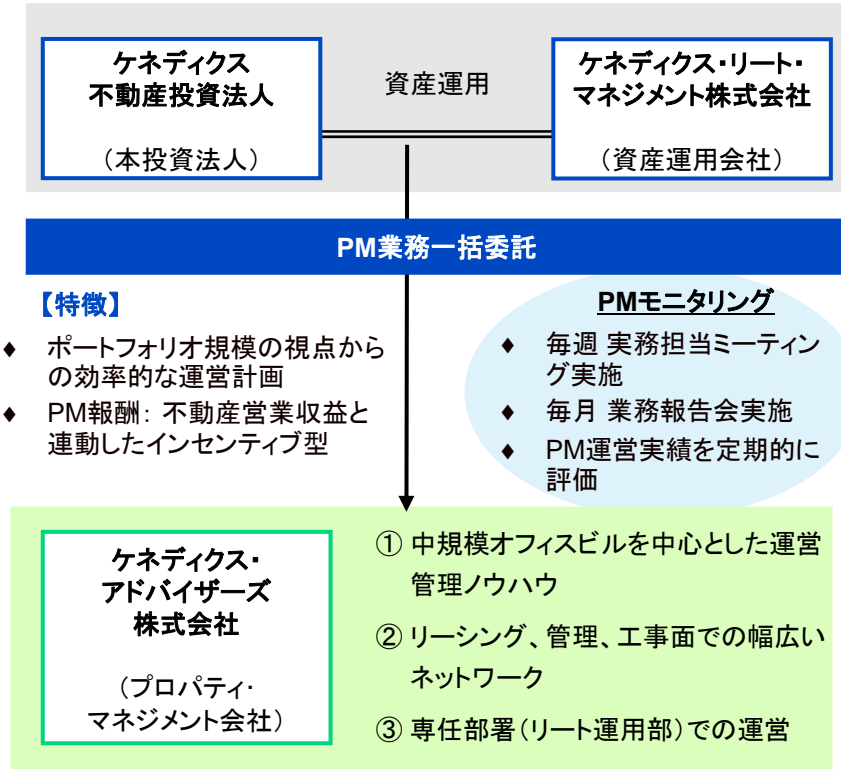 ケネディクス
不動産投資法人
（本投資法人）
資産運用
ケネディクス・リート・
マネジメント株式会社
（資産運用会社）
PM業務一括委託
【特徴】
♦ ポートフォリオ規模の視点から
の効率的な運営計画
♦ PM報酬： 不動産営業収益と
連動したインセンティブ型
PMモニタリング
♦ 毎週 実務担当ミーティン
グ実施
♦ 毎月 業務報告会実施
♦ PM運営実績を定期的に
評価
ケネディクス・
アドバイザーズ
株式会社
（プロパティ・
マネジメント会社）
① 中規模オフィスビルを中心とした運営
管理ノウハウ
② リーシング、管理、工事面での幅広い
ネットワーク
③ 専任部署（リート運用部）での運営